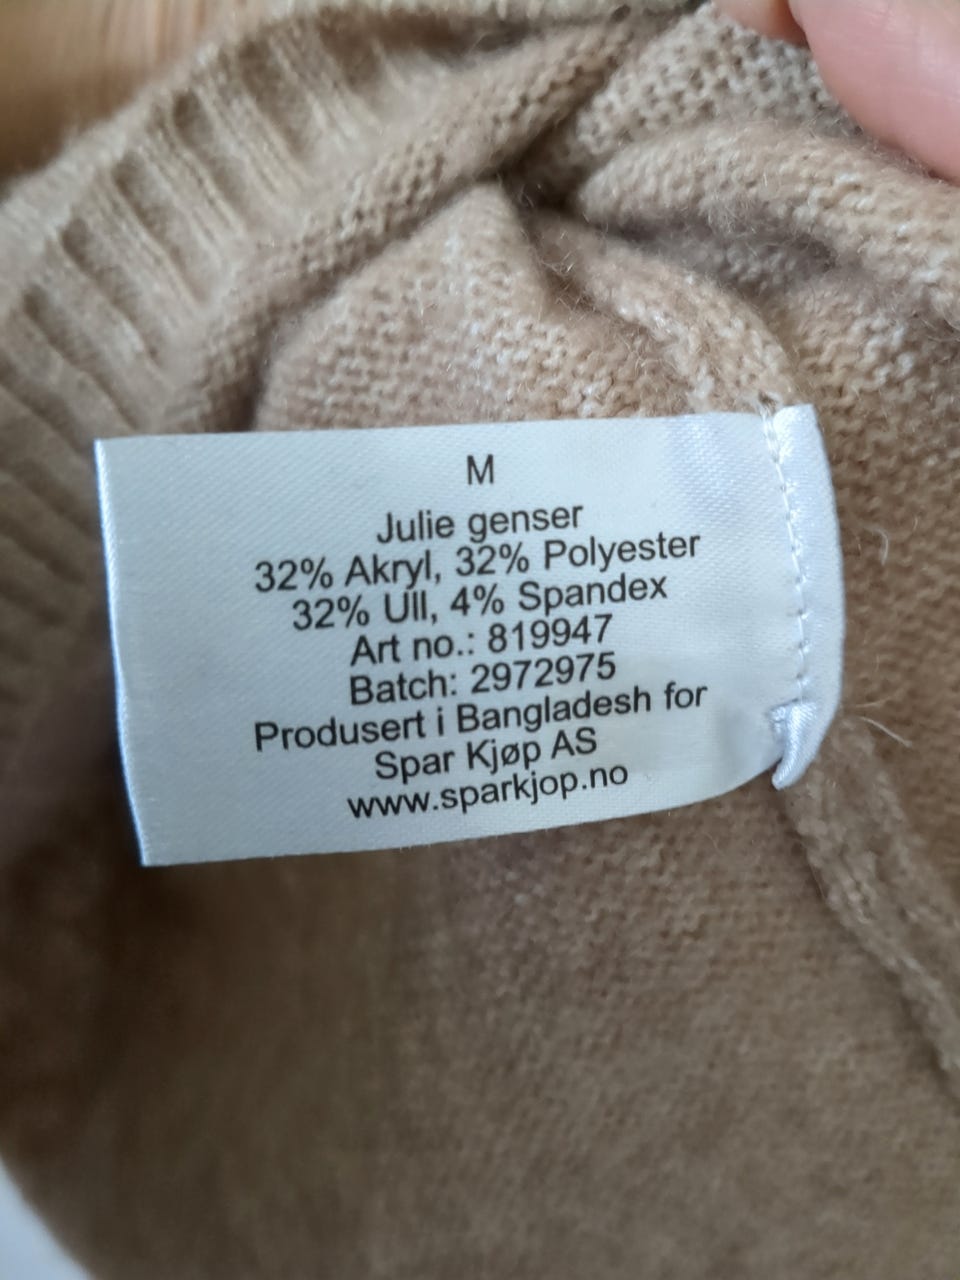 M
Julie genser
32% Akryl, 32% Polyester
32% Ull, 4% Spandex
Art no.: 819947
Batch: 2972975
Produsert i Bangladesh for
Spar Kjøp AS
www.sparkjop.no